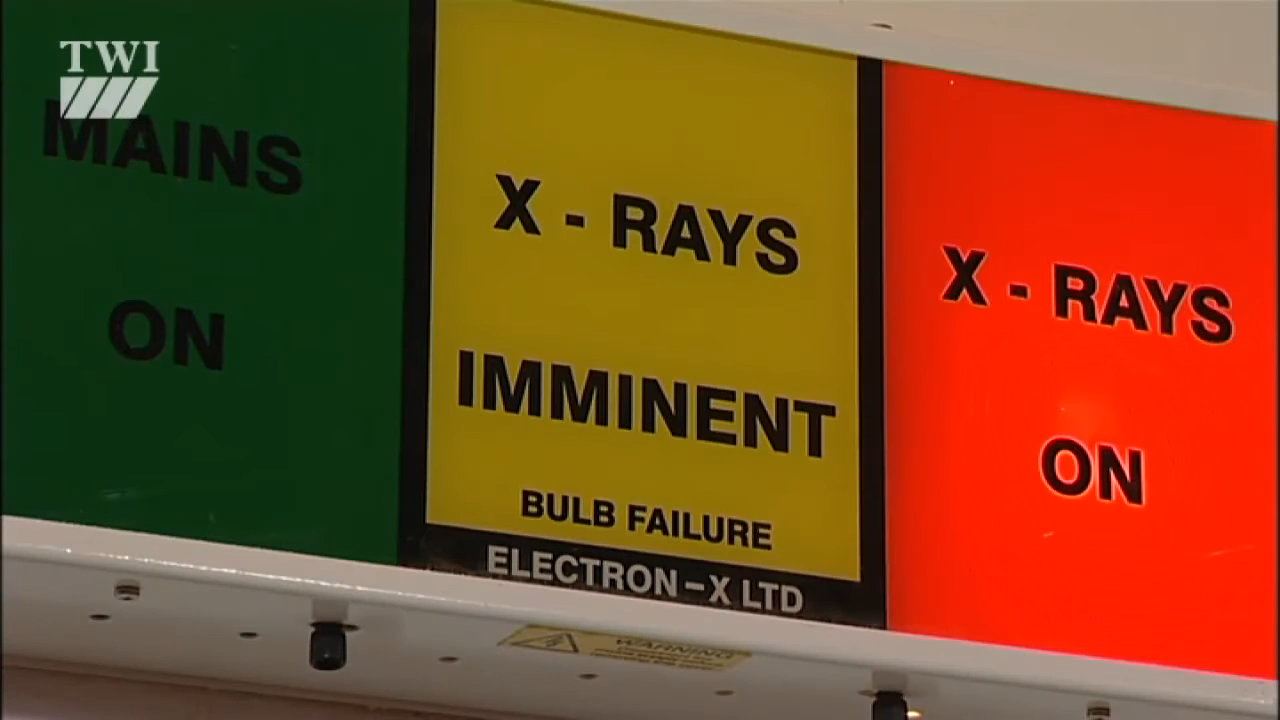 TWI
MAINS
ON
X - RAYS
IMMINENT
BULB FAILURE
ELECTRON-X LTD
X - RAYS
ON
WARNING